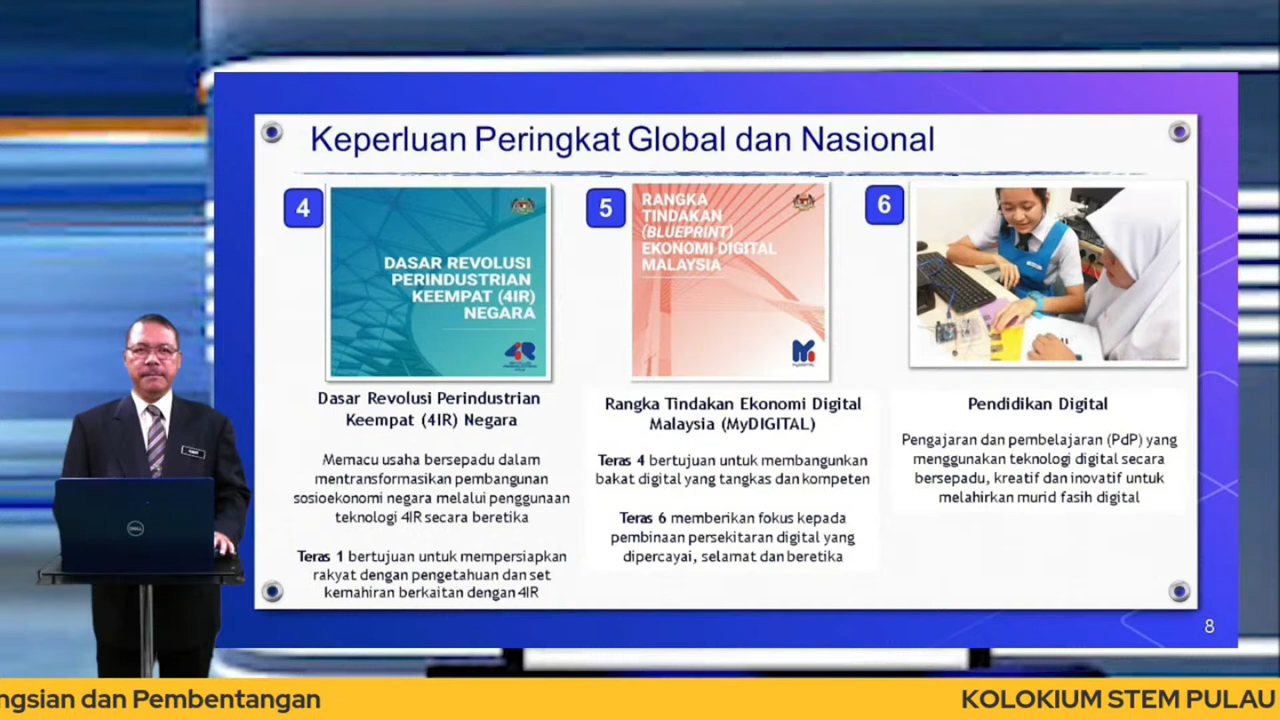 Keperluan Peringkat Global dan Nasional
4
DASAR REVOLUSI
PERINDUSTRIAN
KEEMPAT (4IR)
NEGARA
4IR
Dasar Revolusi Perindustrian
Keempat (4IR) Negara
Memacu usaha bersepadu dalam
mentransformasikan pembangunan
sosioekonomi negara melalui penggunaan
teknologi 4IR secara beretika
Teras 1 bertujuan untuk mempersiapkan
rakyat dengan pengetahuan dan set
kemahiran berkaitan dengan 4IR
5
RANGKA
TINDAKAN
(BLUEPRINT)
EKONOMI DIGITAL
MALAYSIA
Rangka Tindakan Ekonomi Digital
Malaysia (MyDIGITAL)
Teras 4 bertujuan untuk membangunkan
bakat digital yang tangkas dan kompeten
Teras 6 memberikan fokus kepada
pembinaan persekitaran digital yang
dipercayai, selamat dan beretika
6
Pendidikan Digital
Pengajaran dan pembelajaran (PdP) yang
menggunakan teknologi digital secara
bersepadu, kreatif dan inovatif untuk
melahirkan murid fasih digital
8
DELL
ngsian dan Pembentangan
KOLOKIUM STEM PULAU